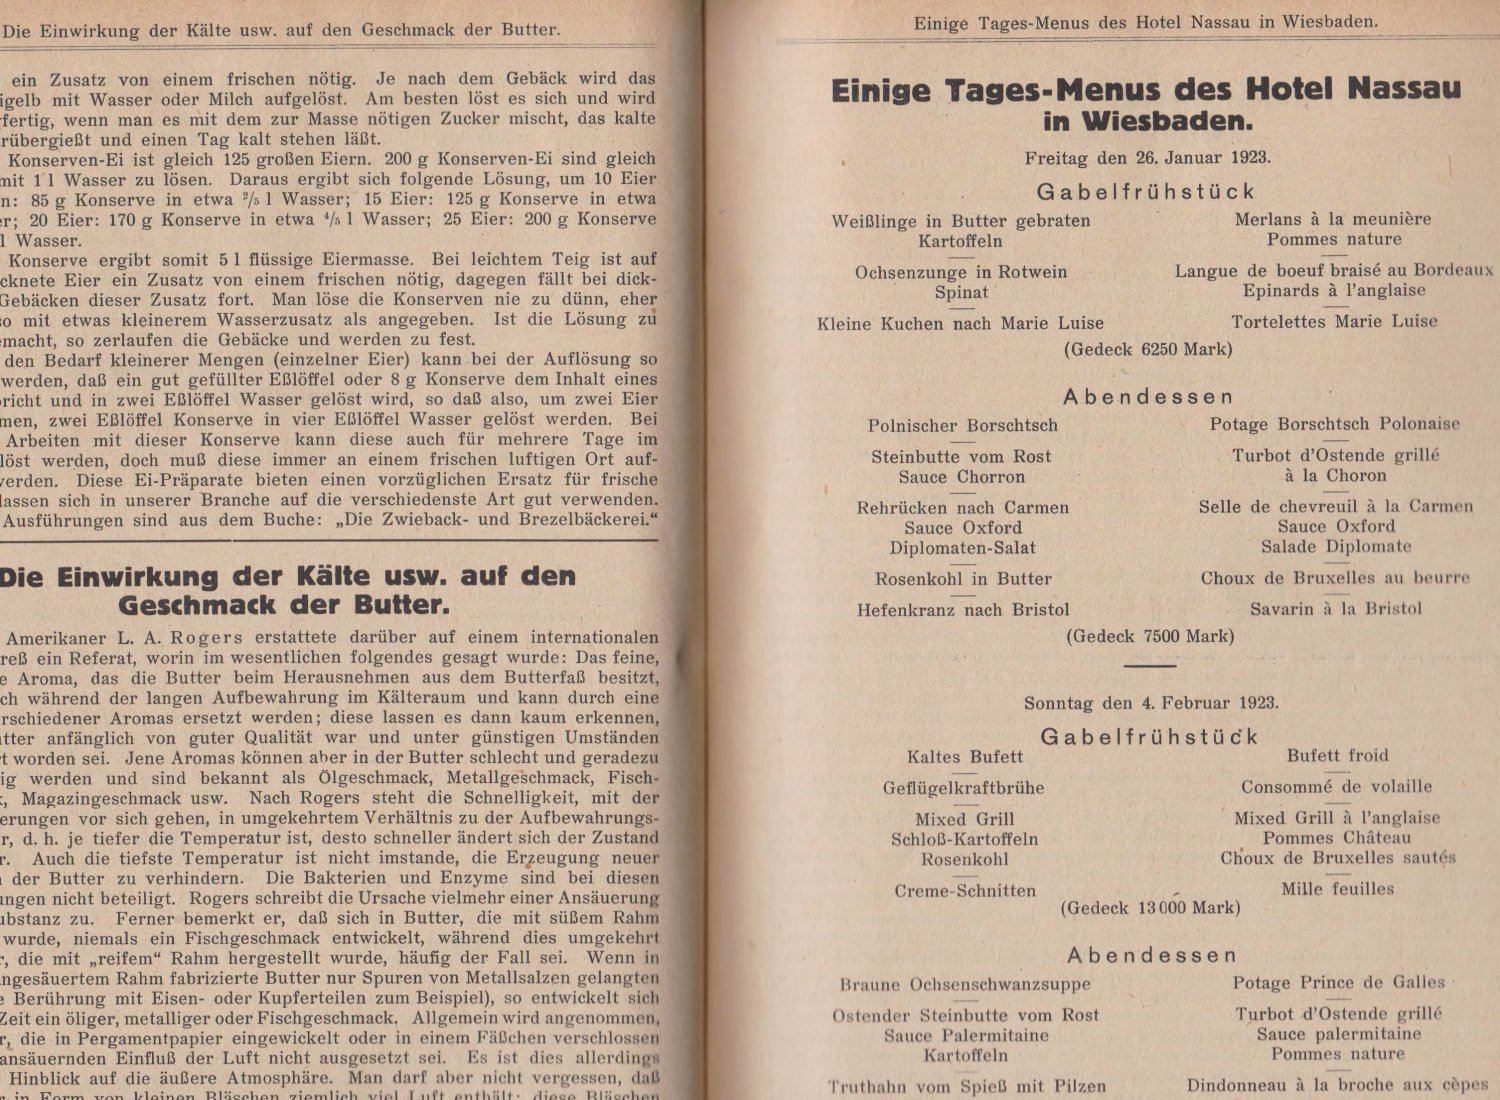 Die Einwirkung der Kälte usw. auf den Geschmack der Butter.
ein Zusatz von einem frischen nötig. Je nach dem Gebäck wird das
igelb mit Wasser oder Milch aufgelöst. Am besten löst es sich und wird
fertig, wenn man es mit dem zur Masse nötigen Zucker mischt, das kalte
rübergießt und einen Tag kalt stehen läßt.
Konserven-Ei ist gleich 125 großen Eiern. 200 g Konserven-Ei sind gleich
mit 1 l Wasser zu lösen. Daraus ergibt sich folgende Lösung, um 10 Eier
n: 85 g Konserve in etwa ²/₅ l Wasser; 15 Eier: 125 g Konserve in etwa
er; 20 Eier: 170 g Konserve in etwa ⁴/₅ l Wasser; 25 Eier: 200 g Konserve
l Wasser.
Konserve ergibt somit 5 l flüssige Eiermasse. Bei leichtem Teig ist auf
cknete Eier ein Zusatz von einem frischen nötig, dagegen fällt bei dick-
Gebäcken dieser Zusatz fort. Man löse die Konserven nie zu dünn, eher
so mit etwas kleinerem Wasserzusatz als angegeben. Ist die Lösung zu
emacht, so zerlaufen die Gebäcke und werden zu fest.
den Bedarf kleinerer Mengen (einzelner Eier) kann bei der Auflösung so
werden, daß ein gut gefüllter Eßlöffel oder 8 g Konserve dem Inhalt eines
pricht und in zwei Eßlöffel Wasser gelöst wird, so daß also, um zwei Eier
men, zwei Eßlöffel Konserve in vier Eßlöffel Wasser gelöst werden. Bei
Arbeiten mit dieser Konserve kann diese auch für mehrere Tage im
löst werden, doch muß diese immer an einem frischen luftigen Ort auf-
werden. Diese Ei-Präparate bieten einen vorzüglichen Ersatz für frische
lassen sich in unserer Branche auf die verschiedenste Art gut verwenden.
Ausführungen sind aus dem Buche: „Die Zwieback- und Brezelbäckerei.“
Die Einwirkung der Kälte usw. auf den
Geschmack der Butter.
Amerikaner L. A. Rogers erstattete darüber auf einem internationalen
reß ein Referat, worin im wesentlichen folgendes gesagt wurde: Das feine,
e Aroma, das die Butter beim Herausnehmen aus dem Butterfaß besitzt,
ch während der langen Aufbewahrung im Kälteraum und kann durch eine
rschiedener Aromas ersetzt werden; diese lassen es dann kaum erkennen,
utter anfänglich von guter Qualität war und unter günstigen Umständen
t worden sei. Jene Aromas können aber in der Butter schlecht und geradezu
ig werden und sind bekannt als Ölgeschmack, Metallgeschmack, Fisch-
k, Magazingeschmack usw. Nach Rogers steht die Schnelligkeit, mit der
erungen vor sich gehen, in umgekehrtem Verhältnis zu der Aufbewahrungs-
r, d. h. je tiefer die Temperatur ist, desto schneller ändert sich der Zustand
r. Auch die tiefste Temperatur ist nicht imstande, die Erzeugung neuer
n der Butter zu verhindern. Die Bakterien und Enzyme sind bei diesen
ungen nicht beteiligt. Rogers schreibt die Ursache vielmehr einer Ansäuerung
ubstanz zu. Ferner bemerkt er, daß sich in Butter, die mit süßem Rahm
wurde, niemals ein Fischgeschmack entwickelt, während dies umgekehrt
r, die mit „reifem“ Rahm hergestellt wurde, häufig der Fall sei. Wenn in
ngesäuertem Rahm fabrizierte Butter nur Spuren von Metallsalzen gelangten
e Berührung mit Eisen- oder Kupferteilen zum Beispiel), so entwickelt sich
Zeit ein öliger, metalliger oder Fischgeschmack. Allgemein wird angenommen,
r, die in Pergamentpapier eingewickelt oder in einem Fäßchen verschlossen
ansäuernden Einfluß der Luft nicht ausgesetzt sei. Es ist dies allerdings
Hinblick auf die äußere Atmosphäre. Man darf aber nicht vergessen, daß
r in Form von kleinen Bläschen ziemlich viel Luft enthält; diese Bläschen
Einige Tages-Menus des Hotel Nassau in Wiesbaden.
Einige Tages-Menus des Hotel Nassau
in Wiesbaden.
Freitag den 26. Januar 1923.
Gabelfrühstück
Weißlinge in Butter gebraten Merlans à la meunière
Kartoffeln Pommes nature
Ochsenzunge in Rotwein Langue de boeuf braisé au Bordeaux
Spinat Epinards à l'anglaise
Kleine Kuchen nach Marie Luise Tortelettes Marie Luise
(Gedeck 6250 Mark)
Abendessen
Polnischer Borschtsch Potage Borschtsch Polonaise
Steinbutte vom Rost Turbot d'Ostende grillé
Sauce Chorron à la Choron
Rehrücken nach Carmen Selle de chevreuil à la Carmen
Sauce Oxford Sauce Oxford
Diplomaten-Salat Salade Diplomate
Rosenkohl in Butter Choux de Bruxelles au beurre
Hefenkranz nach Bristol Savarin à la Bristol
(Gedeck 7500 Mark)
Sonntag den 4. Februar 1923.
Gabelfrühstück
Kaltes Bufett Bufett froid
Geflügelkraftbrühe Consommé de volaille
Mixed Grill Mixed Grill à l'anglaise
Schloß-Kartoffeln Pommes Château
Rosenkohl Choux de Bruxelles sautés
Creme-Schnitten Mille feuilles
(Gedeck 13000 Mark)
Abendessen
Braune Ochsenschwanzsuppe Potage Prince de Galles
Ostender Steinbutte vom Rost Turbot d'Ostende grillé
Sauce Palermitaine Sauce palermitaine
Kartoffeln Pommes nature
Truthahn vom Spieß mit Pilzen Dindonneau à la broche aux cèpes